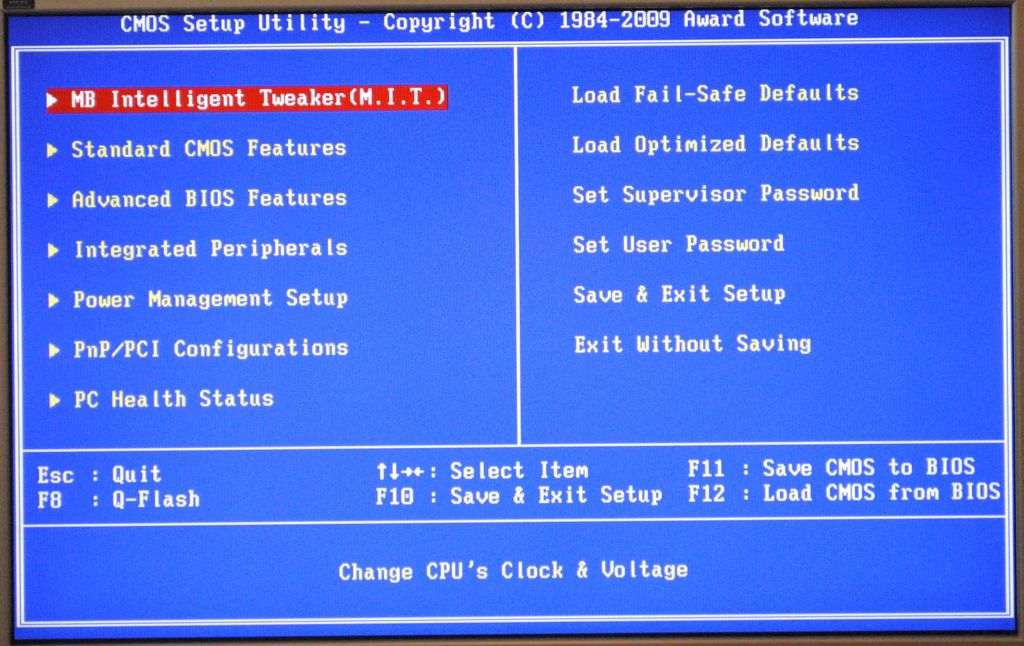 CMOS Setup Utility - Copyright (C) 1984-2009 Award Software
▶ MB Intelligent Tweaker(M.I.T.)
▶ Standard CMOS Features
▶ Advanced BIOS Features
▶ Integrated Peripherals
▶ Power Management Setup
▶ PnP/PCI Configurations
▶ PC Health Status
Load Fail-Safe Defaults
Load Optimized Defaults
Set Supervisor Password
Set User Password
Save & Exit Setup
Exit Without Saving
Esc : Quit
F8 : Q-Flash
↑↓→←: Select Item
F10 : Save & Exit Setup
F11 : Save CMOS to BIOS
F12 : Load CMOS from BIOS
Change CPU's Clock & Voltage